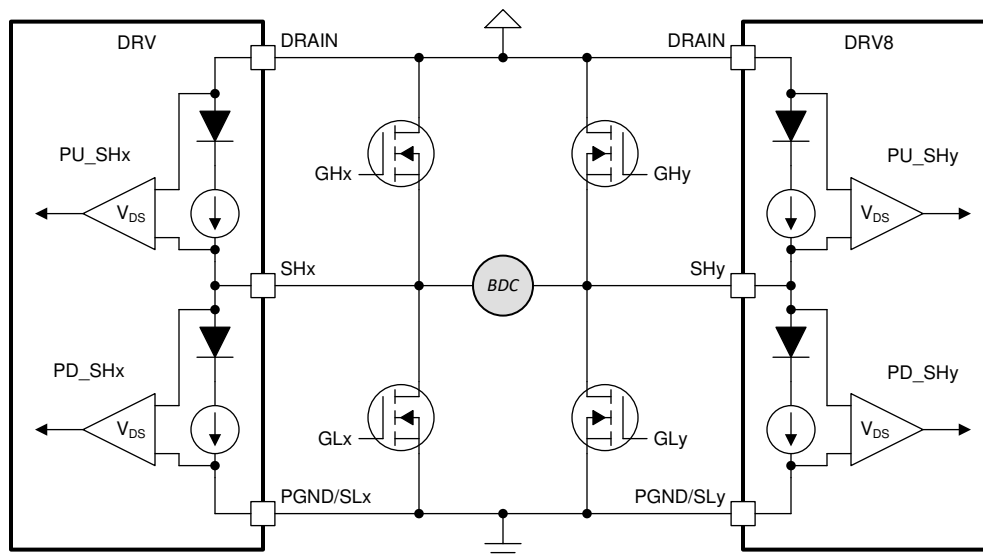 DRV
DRAIN
DRAIN
DRV8
PU_SHx
GHx
GHy
PU_SHy
VDS
VDS
SHx
BDC
SHy
PD_SHx
PD_SHy
GLx
GLy
VDS
VDS
PGND/SLx
PGND/SLy